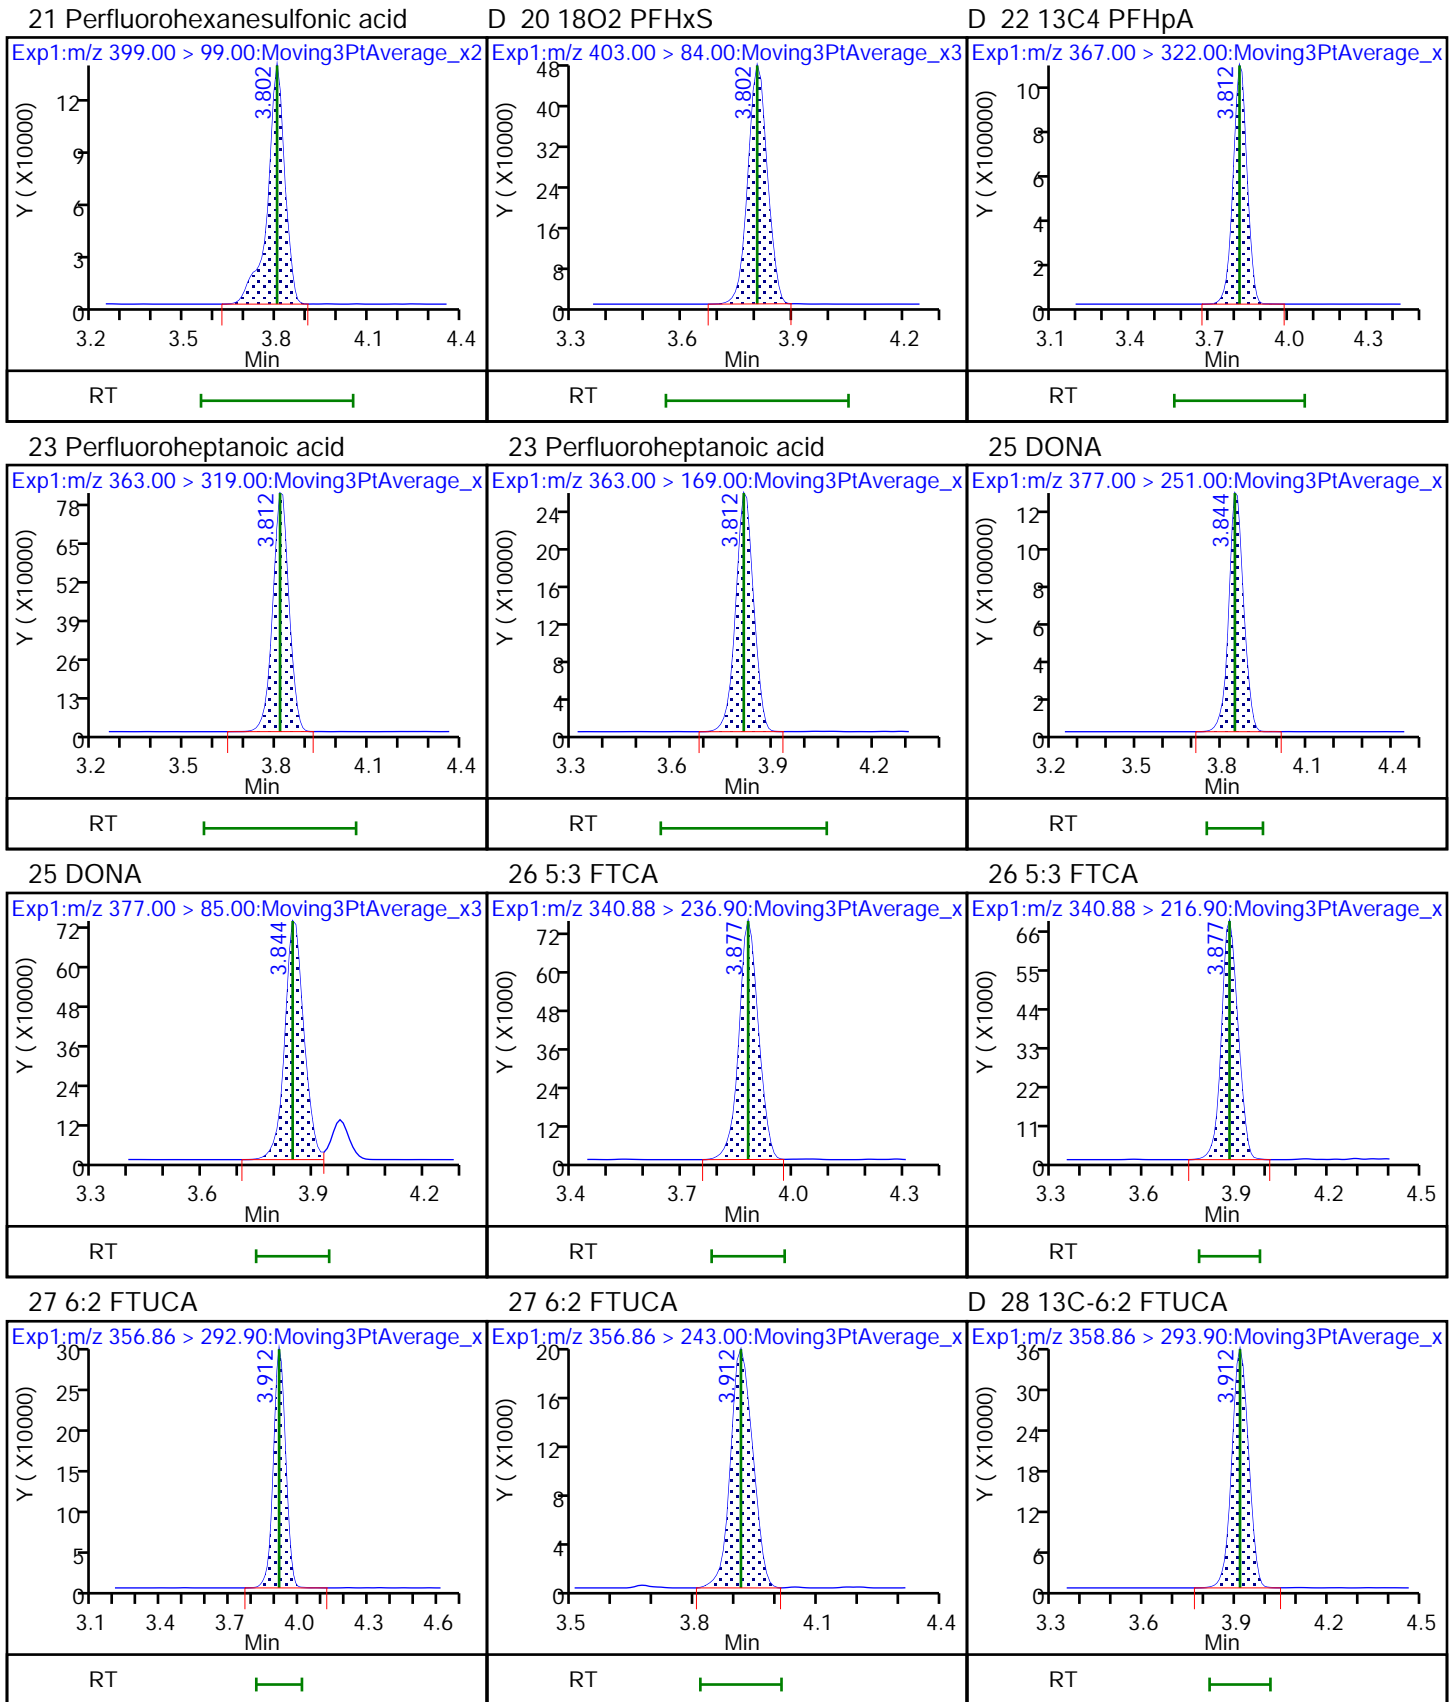 21 Perfluorohexanesulfonic acid
D 20 18O2 PFHxS
D 22 13C4 PFHpA
Exp1:m/z 399.00 > 99.00:Moving3PtAverage_x2
Exp1:m/z 403.00 > 84.00:Moving3PtAverage_x3
Exp1:m/z 367.00 > 322.00:Moving3PtAverage_x
Y ( X100000)
12
9
6
3
0
3.802
3.2 3.5 3.8 4.1 4.4
Min
RT
Y ( X10000)
48
40
32
24
16
8
0
3.802
3.3 3.6 3.9 4.2
Min
RT
Y ( X100000)
10
8
6
4
2
0
3.812
3.1 3.4 3.7 4.0 4.3
Min
RT
23 Perfluoroheptanoic acid
23 Perfluoroheptanoic acid
25 DONA
Exp1:m/z 363.00 > 319.00:Moving3PtAverage_x
Exp1:m/z 363.00 > 169.00:Moving3PtAverage_x
Exp1:m/z 377.00 > 251.00:Moving3PtAverage_x
Y ( X10000)
78
65
52
39
26
13
0
3.812
3.2 3.5 3.8 4.1 4.4
Min
RT
Y ( X10000)
24
20
16
12
8
4
0
3.812
3.3 3.6 3.9 4.2
Min
RT
Y ( X100000)
12
10
8
6
4
2
0
3.844
3.2 3.5 3.8 4.1 4.4
Min
RT
25 DONA
26 5:3 FTCA
26 5:3 FTCA
Exp1:m/z 377.00 > 85.00:Moving3PtAverage_x3
Exp1:m/z 340.88 > 236.90:Moving3PtAverage_x
Exp1:m/z 340.88 > 216.90:Moving3PtAverage_x
Y ( X10000)
72
60
48
36
24
12
0
3.844
3.3 3.6 3.9 4.2
Min
RT
Y ( X1000)
72
60
48
36
24
12
0
3.877
3.4 3.7 4.0 4.3
Min
RT
Y ( X1000)
66
55
44
33
22
11
0
3.877
3.3 3.6 3.9 4.2 4.5
Min
RT
27 6:2 FTUCA
27 6:2 FTUCA
D 28 13C-6:2 FTUCA
Exp1:m/z 356.86 > 292.90:Moving3PtAverage_x
Exp1:m/z 356.86 > 243.00:Moving3PtAverage_x
Exp1:m/z 358.86 > 293.90:Moving3PtAverage_x
Y ( X10000)
30
25
20
15
10
5
0
3.912
3.1 3.4 3.7 4.0 4.3 4.6
Min
RT
Y ( X1000)
20
16
12
8
4
0
3.912
3.5 3.8 4.1 4.4
Min
RT
Y ( X10000)
36
30
24
18
12
6
0
3.912
3.3 3.6 3.9 4.2 4.5
Min
RT